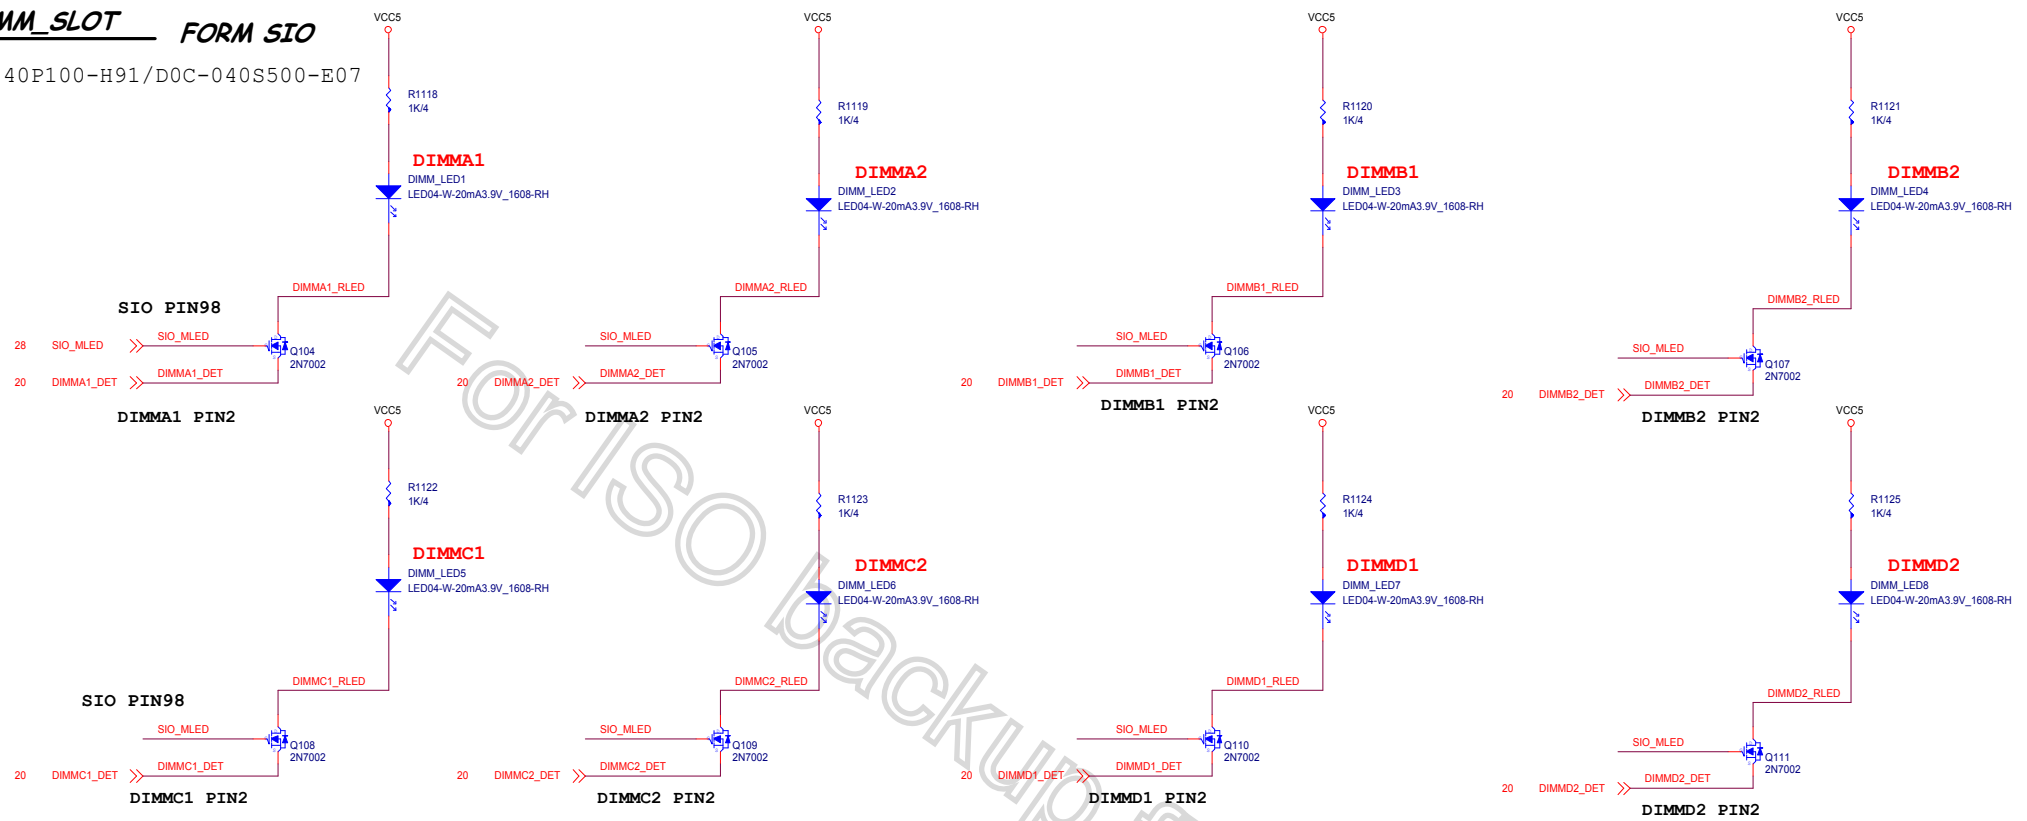 MM_SLOT FORM SIO
40P100-H91/D0C-040S500-E07
VCC5
R1118
1K/4
DIMMA1
DIMM_LED1
LED04-W-20mA3.9V_1608-RH
DIMMA1_RLED
SIO PIN98
28 SIO_MLED SIO_MLED
Q104
2N7002
20 DIMMA1_DET DIMMA1_DET
DIMMA1 PIN2
VCC5
R1119
1K/4
DIMMA2
DIMM_LED2
LED04-W-20mA3.9V_1608-RH
DIMMA2_RLED
SIO_MLED
Q105
2N7002
20 DIMMA2_DET DIMMA2_DET
DIMMA2 PIN2
VCC5
R1120
1K/4
DIMMB1
DIMM_LED3
LED04-W-20mA3.9V_1608-RH
DIMMB1_RLED
SIO_MLED
Q106
2N7002
20 DIMMB1_DET DIMMB1_DET
DIMMB1 PIN2
VCC5
R1121
1K/4
DIMMB2
DIMM_LED4
LED04-W-20mA3.9V_1608-RH
DIMMB2_RLED
SIO_MLED
Q107
2N7002
20 DIMMB2_DET DIMMB2_DET
DIMMB2 PIN2
VCC5
R1122
1K/4
DIMMC1
DIMM_LED5
LED04-W-20mA3.9V_1608-RH
DIMMC1_RLED
SIO PIN98
SIO_MLED
Q108
2N7002
20 DIMMC1_DET DIMMC1_DET
DIMMC1 PIN2
VCC5
R1123
1K/4
DIMMC2
DIMM_LED6
LED04-W-20mA3.9V_1608-RH
DIMMC2_RLED
SIO_MLED
Q109
2N7002
20 DIMMC2_DET DIMMC2_DET
DIMMC2 PIN2
VCC5
R1124
1K/4
DIMMD1
DIMM_LED7
LED04-W-20mA3.9V_1608-RH
DIMMD1_RLED
SIO_MLED
Q110
2N7002
20 DIMMD1_DET DIMMD1_DET
DIMMD1 PIN2
VCC5
R1125
1K/4
DIMMD2
DIMM_LED8
LED04-W-20mA3.9V_1608-RH
DIMMD2_RLED
SIO_MLED
Q111
2N7002
20 DIMMD2_DET DIMMD2_DET
DIMMD2 PIN2
For ISO backup